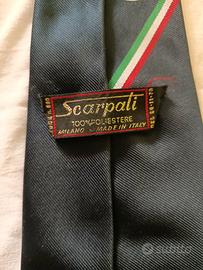 Scarpati
100% POLIESTERE
MILANO - MADE IN ITALY
subito